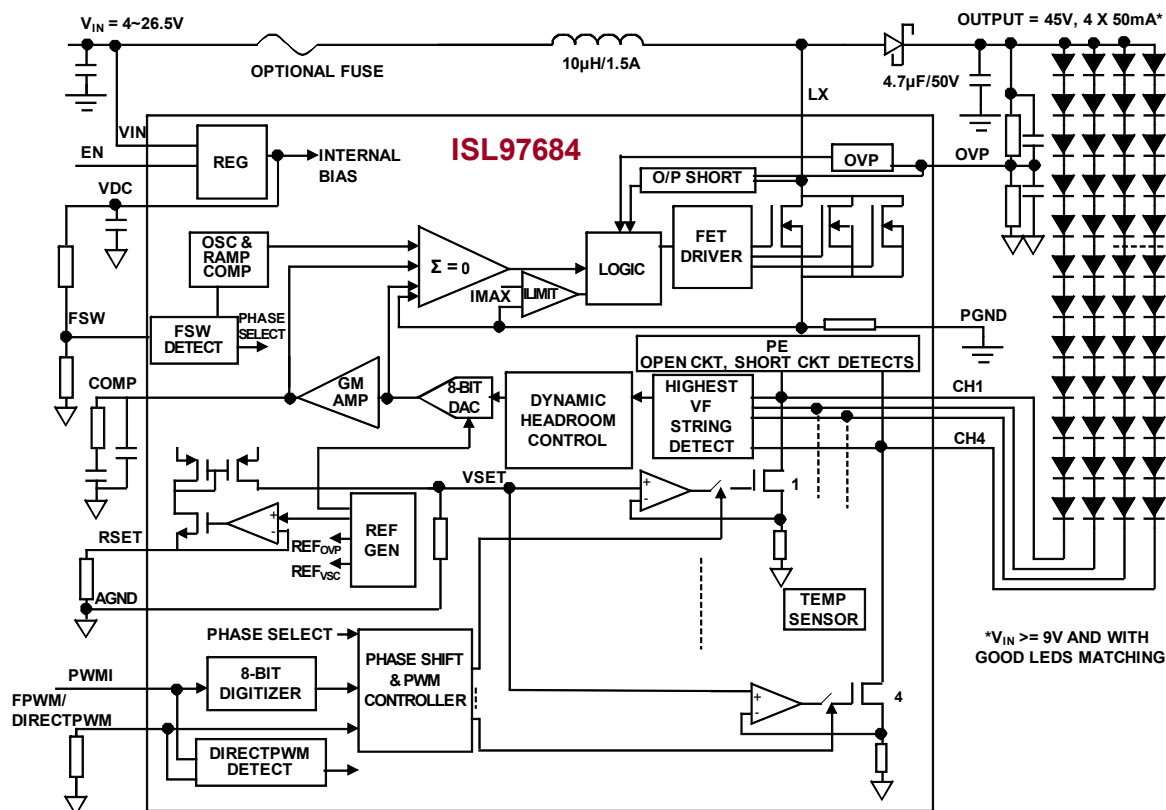 V_IN = 4~26.5V
OUTPUT = 45V, 4 X 50mA*
OPTIONAL FUSE
10µH/1.5A
4.7µF/50V
LX
VIN
REG
ISL97684
EN
INTERNAL
BIAS
OVP
OVP
O/P SHORT
VDC
OSC &
RAMP
COMP
Σ = 0
LOGIC
FET
DRIVER
IMAX
ILIMIT
FSW
FSW
DETECT
PHASE
SELECT
PGND
PE
OPEN CKT, SHORT CKT DETECTS
COMP
GM
AMP
8-BIT
DAC
DYNAMIC
HEADROOM
CONTROL
HIGHEST
VF
STRING
DETECT
CH1
CH4
VSET
+
-
1
+
-
RSET
REF_OVP
REF_VSC
REF
GEN
AGND
TEMP
SENSOR
PHASE SELECT
PHASE SHIFT
& PWM
CONTROLLER
*V_IN >= 9V AND WITH
GOOD LEDS MATCHING
PWMI
8-BIT
DIGITIZER
FPWM/
DIRECTPWM
+
-
4
DIRECTPWM
DETECT